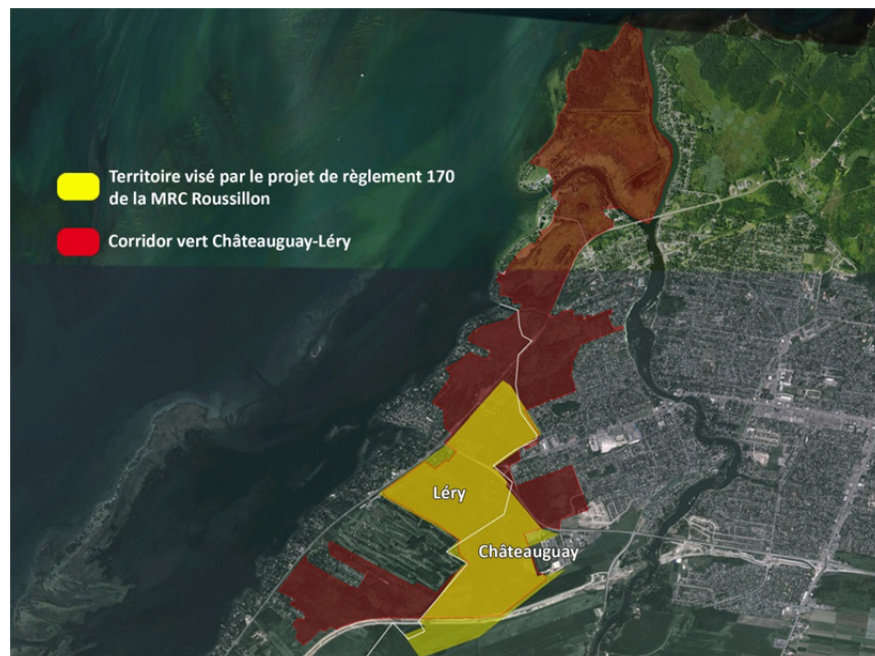 Territoire visé par le projet de règlement 170
de la MRC Roussillon
Corridor vert Châteauguay-Léry
Léry
Châteauguay